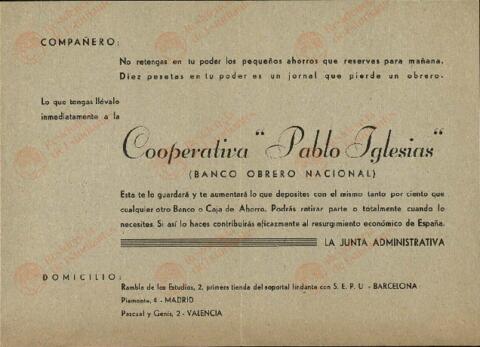 COMPAÑERO:
No retengas en tu poder los pequeños ahorros que reservas para mañana.
Diez pesetas en tu poder es un jornal que pierde un obrero.
Lo que tengas llévalo
inmediatamente a la
Cooperativa "Pablo Iglesias"
(BANCO OBRERO NACIONAL)
Esta te lo guardará y te aumentará lo que deposites con el mismo tanto por ciento que
cualquier otro Banco o Caja de Ahorro. Podrás retirar parte o totalmente cuando lo
necesites. Si así lo haces contribuirás eficazmente al resurgimiento económico de España.
LA JUNTA ADMINISTRATIVA
DOMICILIO:
Rambla de los Estudios, 2, primera tienda del soportal lindante con S. E. P. U - BARCELONA
Piamonte, 4 - MADRID
Pascual y Genís, 2 - VALENCIA